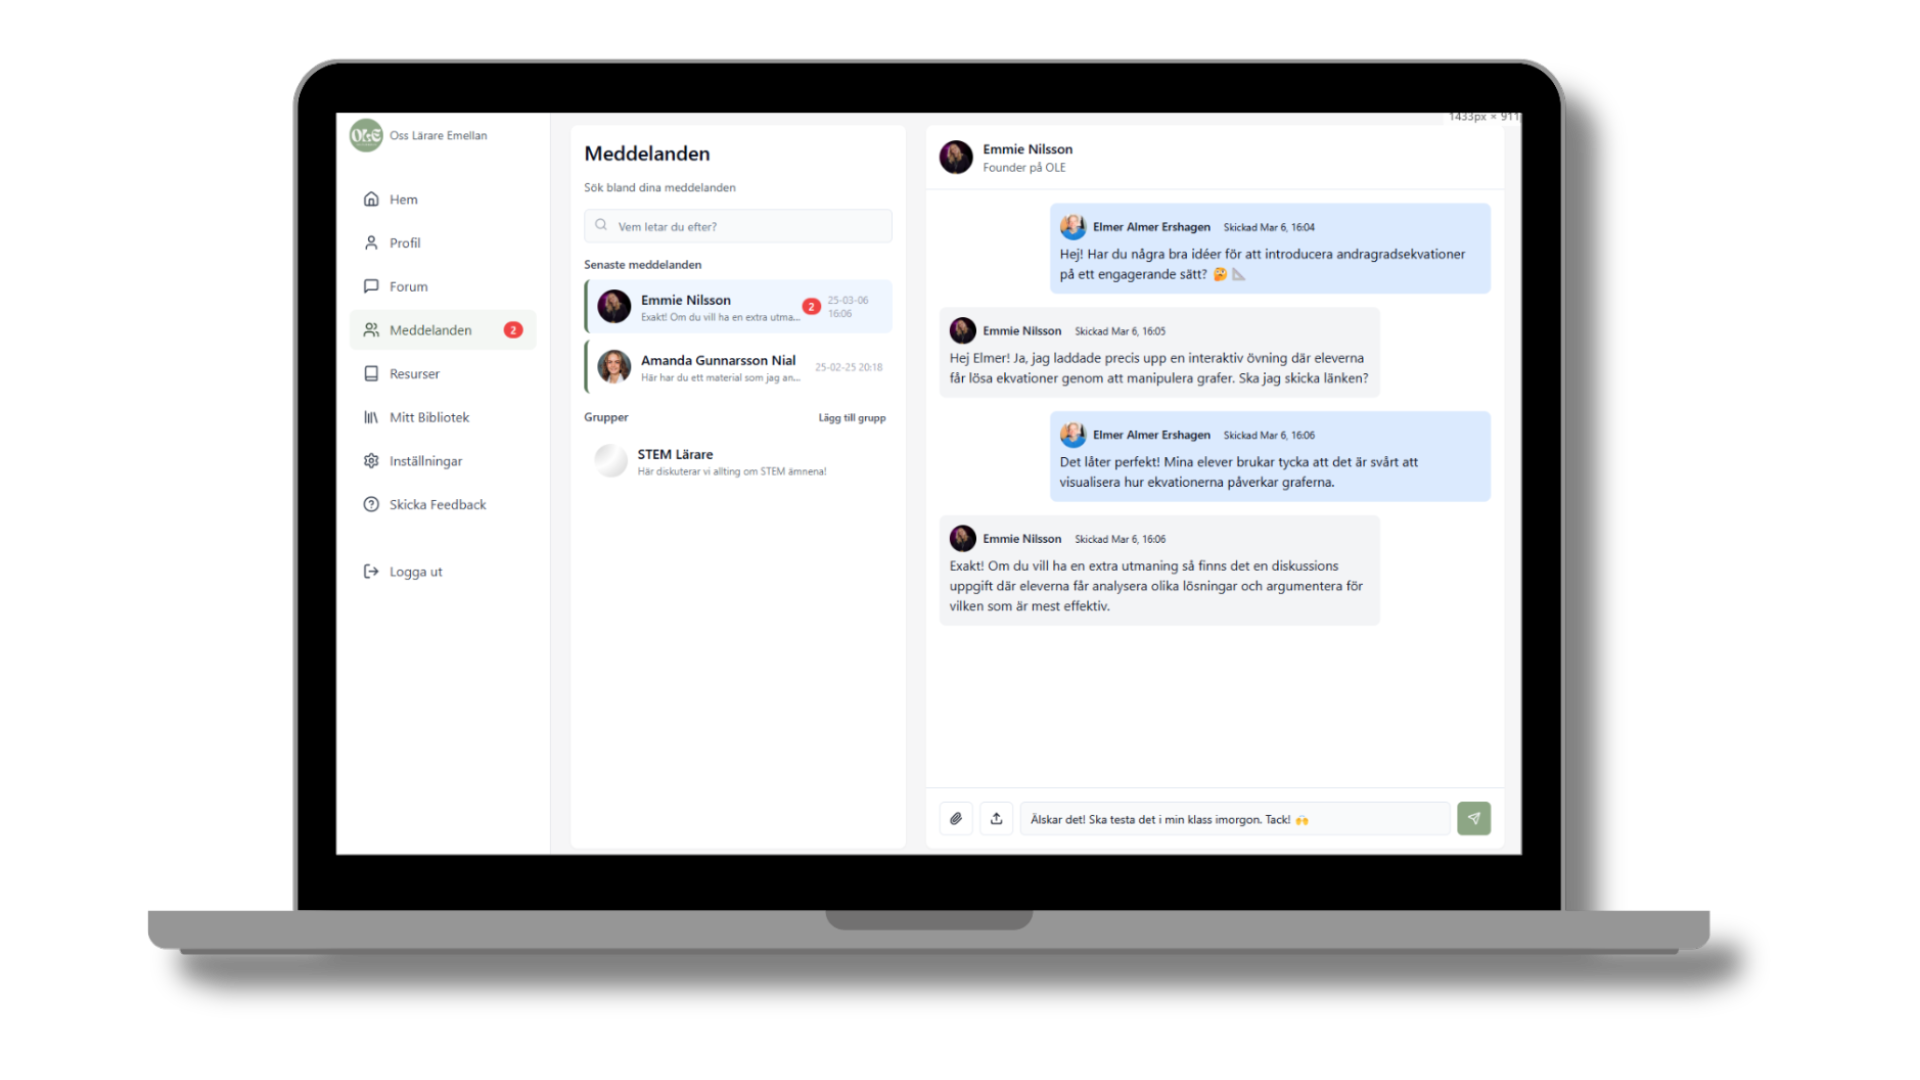 1433px × 911
OLE
Oss Lärare Emellan
Hem
Profil
Forum
Meddelanden 2
Resurser
Mitt Bibliotek
Inställningar
Skicka Feedback
Logga ut
Meddelanden
Sök bland dina meddelanden
Vem letar du efter?
Senaste meddelanden
Emmie Nilsson
Exakt! Om du vill ha en extra utma...
2
25-03-06
16:06
Amanda Gunnarsson Nial
Här har du ett material som jag an...
25-02-25 20:18
Grupper
Lägg till grupp
STEM Lärare
Här diskuterar vi allting om STEM ämnena!
Emmie Nilsson
Founder på OLE
Elmer Almer Ershagen Skickad Mar 6, 16:04
Hej! Har du några bra idéer för att introducera andragradsekvationer
på ett engagerande sätt? 🤔 📐
Emmie Nilsson Skickad Mar 6, 16:05
Hej Elmer! Ja, jag laddade precis upp en interaktiv övning där eleverna
får lösa ekvationer genom att manipulera grafer. Ska jag skicka länken?
Elmer Almer Ershagen Skickad Mar 6, 16:06
Det låter perfekt! Mina elever brukar tycka att det är svårt att
visualisera hur ekvationerna påverkar graferna.
Emmie Nilsson Skickad Mar 6, 16:06
Exakt! Om du vill ha en extra utmaning så finns det en diskussions
uppgift där eleverna får analysera olika lösningar och argumentera för
vilken som är mest effektiv.
Älskar det! Ska testa det i min klass imorgon. Tack! 🙌